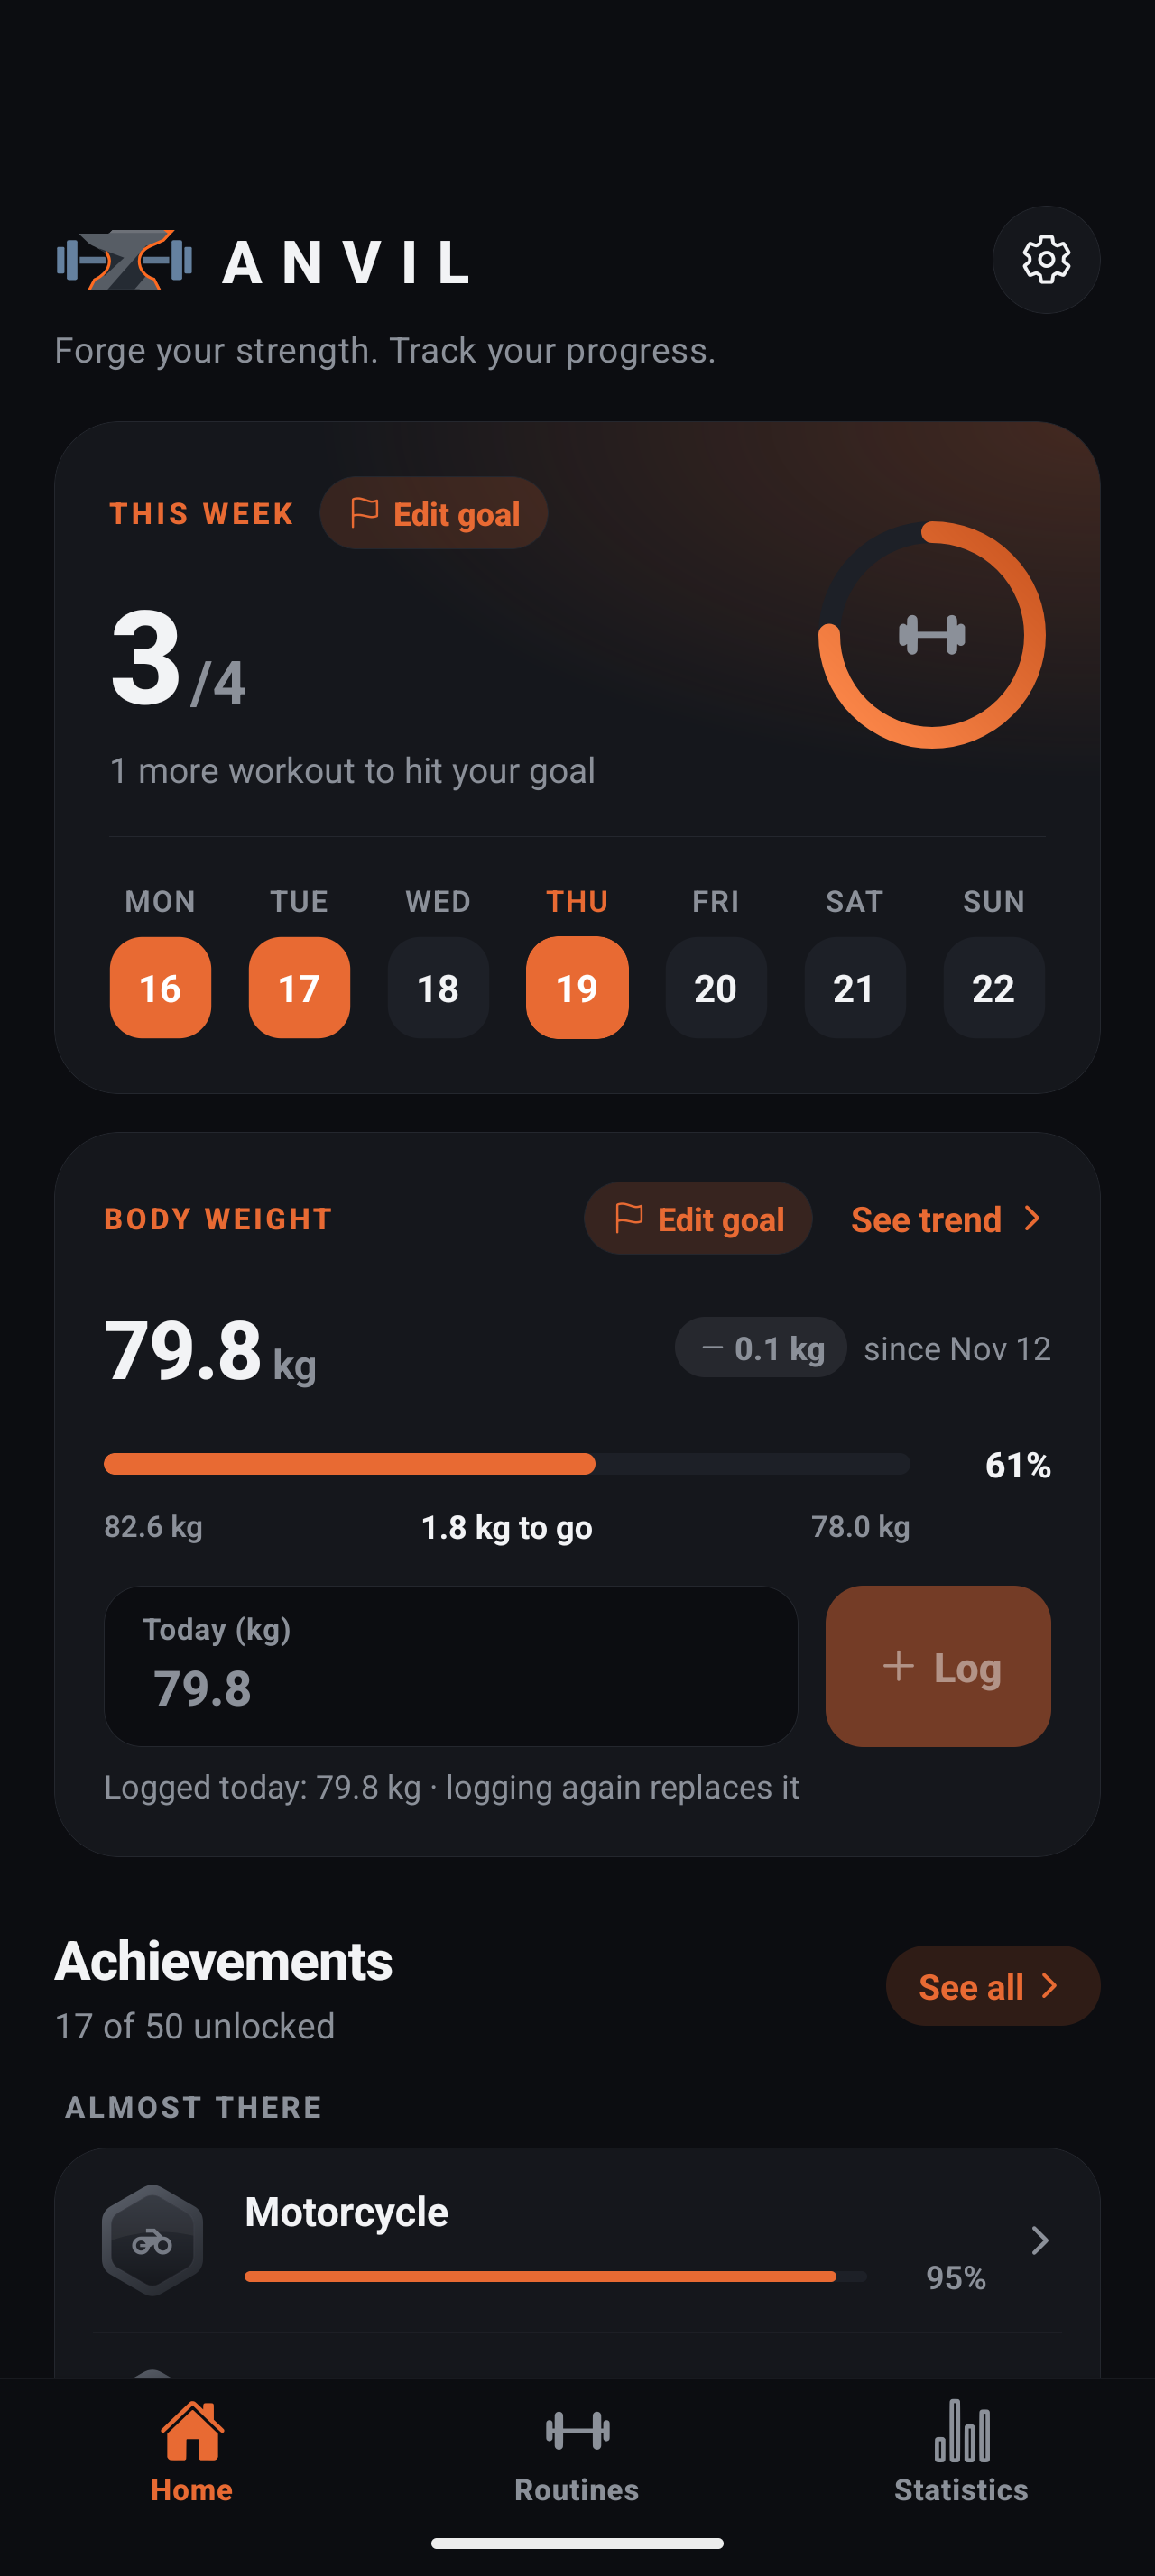 ANVIL
Forge your strength. Track your progress.
THIS WEEK
Edit goal
3/4
1 more workout to hit your goal
MON TUE WED THU FRI SAT SUN
16 17 18 19 20 21 22
BODY WEIGHT
Edit goal
See trend
79.8 kg
— 0.1 kg since Nov 12
61%
82.6 kg 1.8 kg to go 78.0 kg
Today (kg)
79.8
+ Log
Logged today: 79.8 kg · logging again replaces it
Achievements
See all
17 of 50 unlocked
ALMOST THERE
Motorcycle
95%
Home Routines Statistics